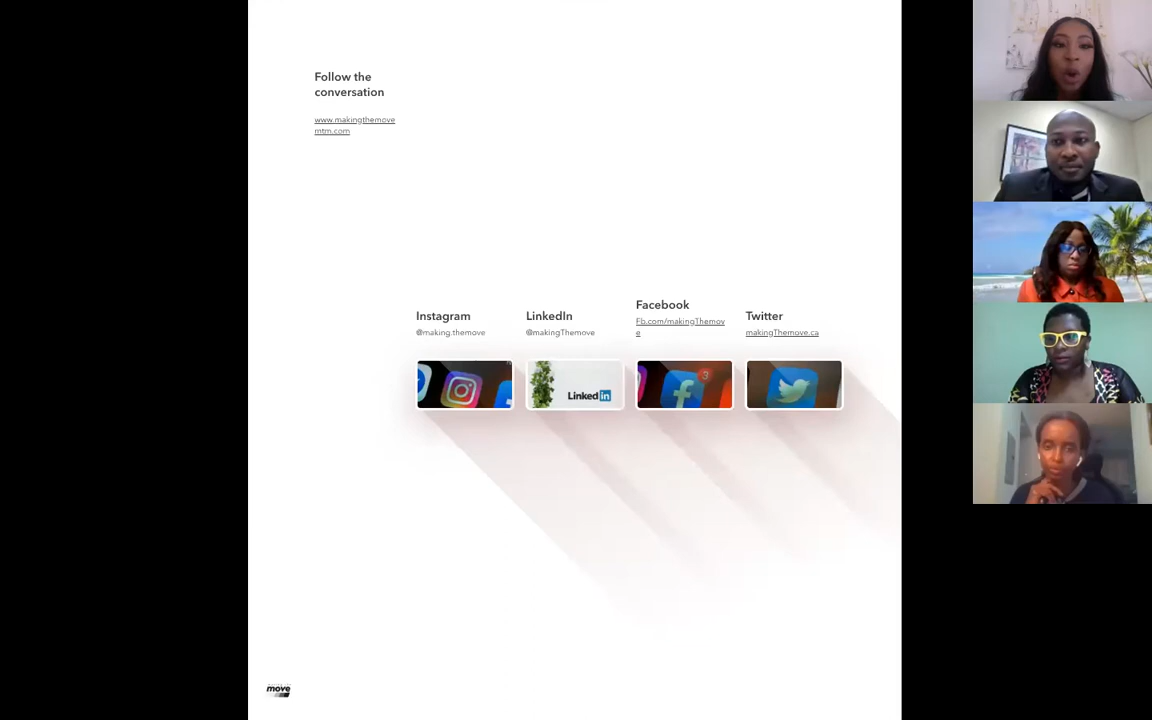 Follow the
conversation
www.makingthemove
mtm.com
Facebook
Instagram
LinkedIn
Twitter
Fb.com/makingThemov
e
@making.themove
@makingThemove
makingThemove.ca
Linked in
3
move